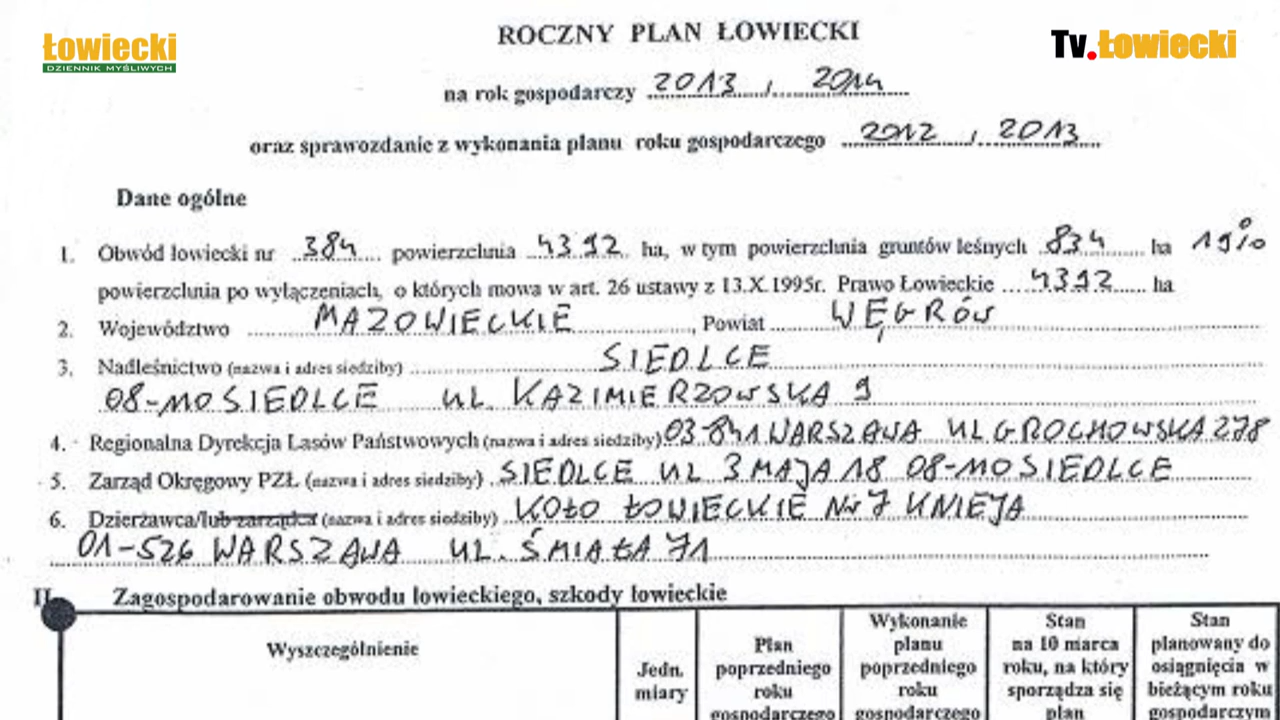 Łowiecki
DZIENNIK MYŚLIWYCH
Tv.Łowiecki
ROCZNY PLAN ŁOWIECKI
na rok gospodarczy 2013 / 2014
oraz sprawozdanie z wykonania planu roku gospodarczego 2012 / 2013
Dane ogólne
1. Obwód łowiecki nr 384 powierzchnia 4392 ha, w tym powierzchnia gruntów leśnych 834 ha 19%
powierzchnia po wyłączeniach, o których mowa w art. 26 ustawy z 13.X.1995r. Prawo Łowieckie 4392 ha
2. Województwo MAZOWIECKIE, Powiat WĘGRÓW
3. Nadleśnictwo (nazwa i adres siedziby) SIEDLCE
08-110 SIEDLCE UL. KAZIMIERZOWSKA 9
4. Regionalna Dyrekcja Lasów Państwowych (nazwa i adres siedziby) 03-841 WARSZAWA UL GROCHOWSKA 278
5. Zarząd Okręgowy PZŁ (nazwa i adres siedziby) SIEDLCE UL 3 MAJA 18 08-110 SIEDLCE
6. Dzierżawca/lub zarządca (nazwa i adres siedziby) KOŁO ŁOWIECKIE Nr 7 KNIEJA
01-526 WARSZAWA UL. ŚMIAŁA 71
II. Zagospodarowanie obwodu łowieckiego, szkody łowieckie
Wyszczególnienie
Jedn.
miary
Plan
poprzedniego
roku
gospodarczego
Wykonanie
planu
poprzedniego
roku
gospodarczego
Stan
na 10 marca
roku, na który
sporządza się
plan
Stan
planowany do
osiągnięcia w
bieżącym roku
gospodarczym